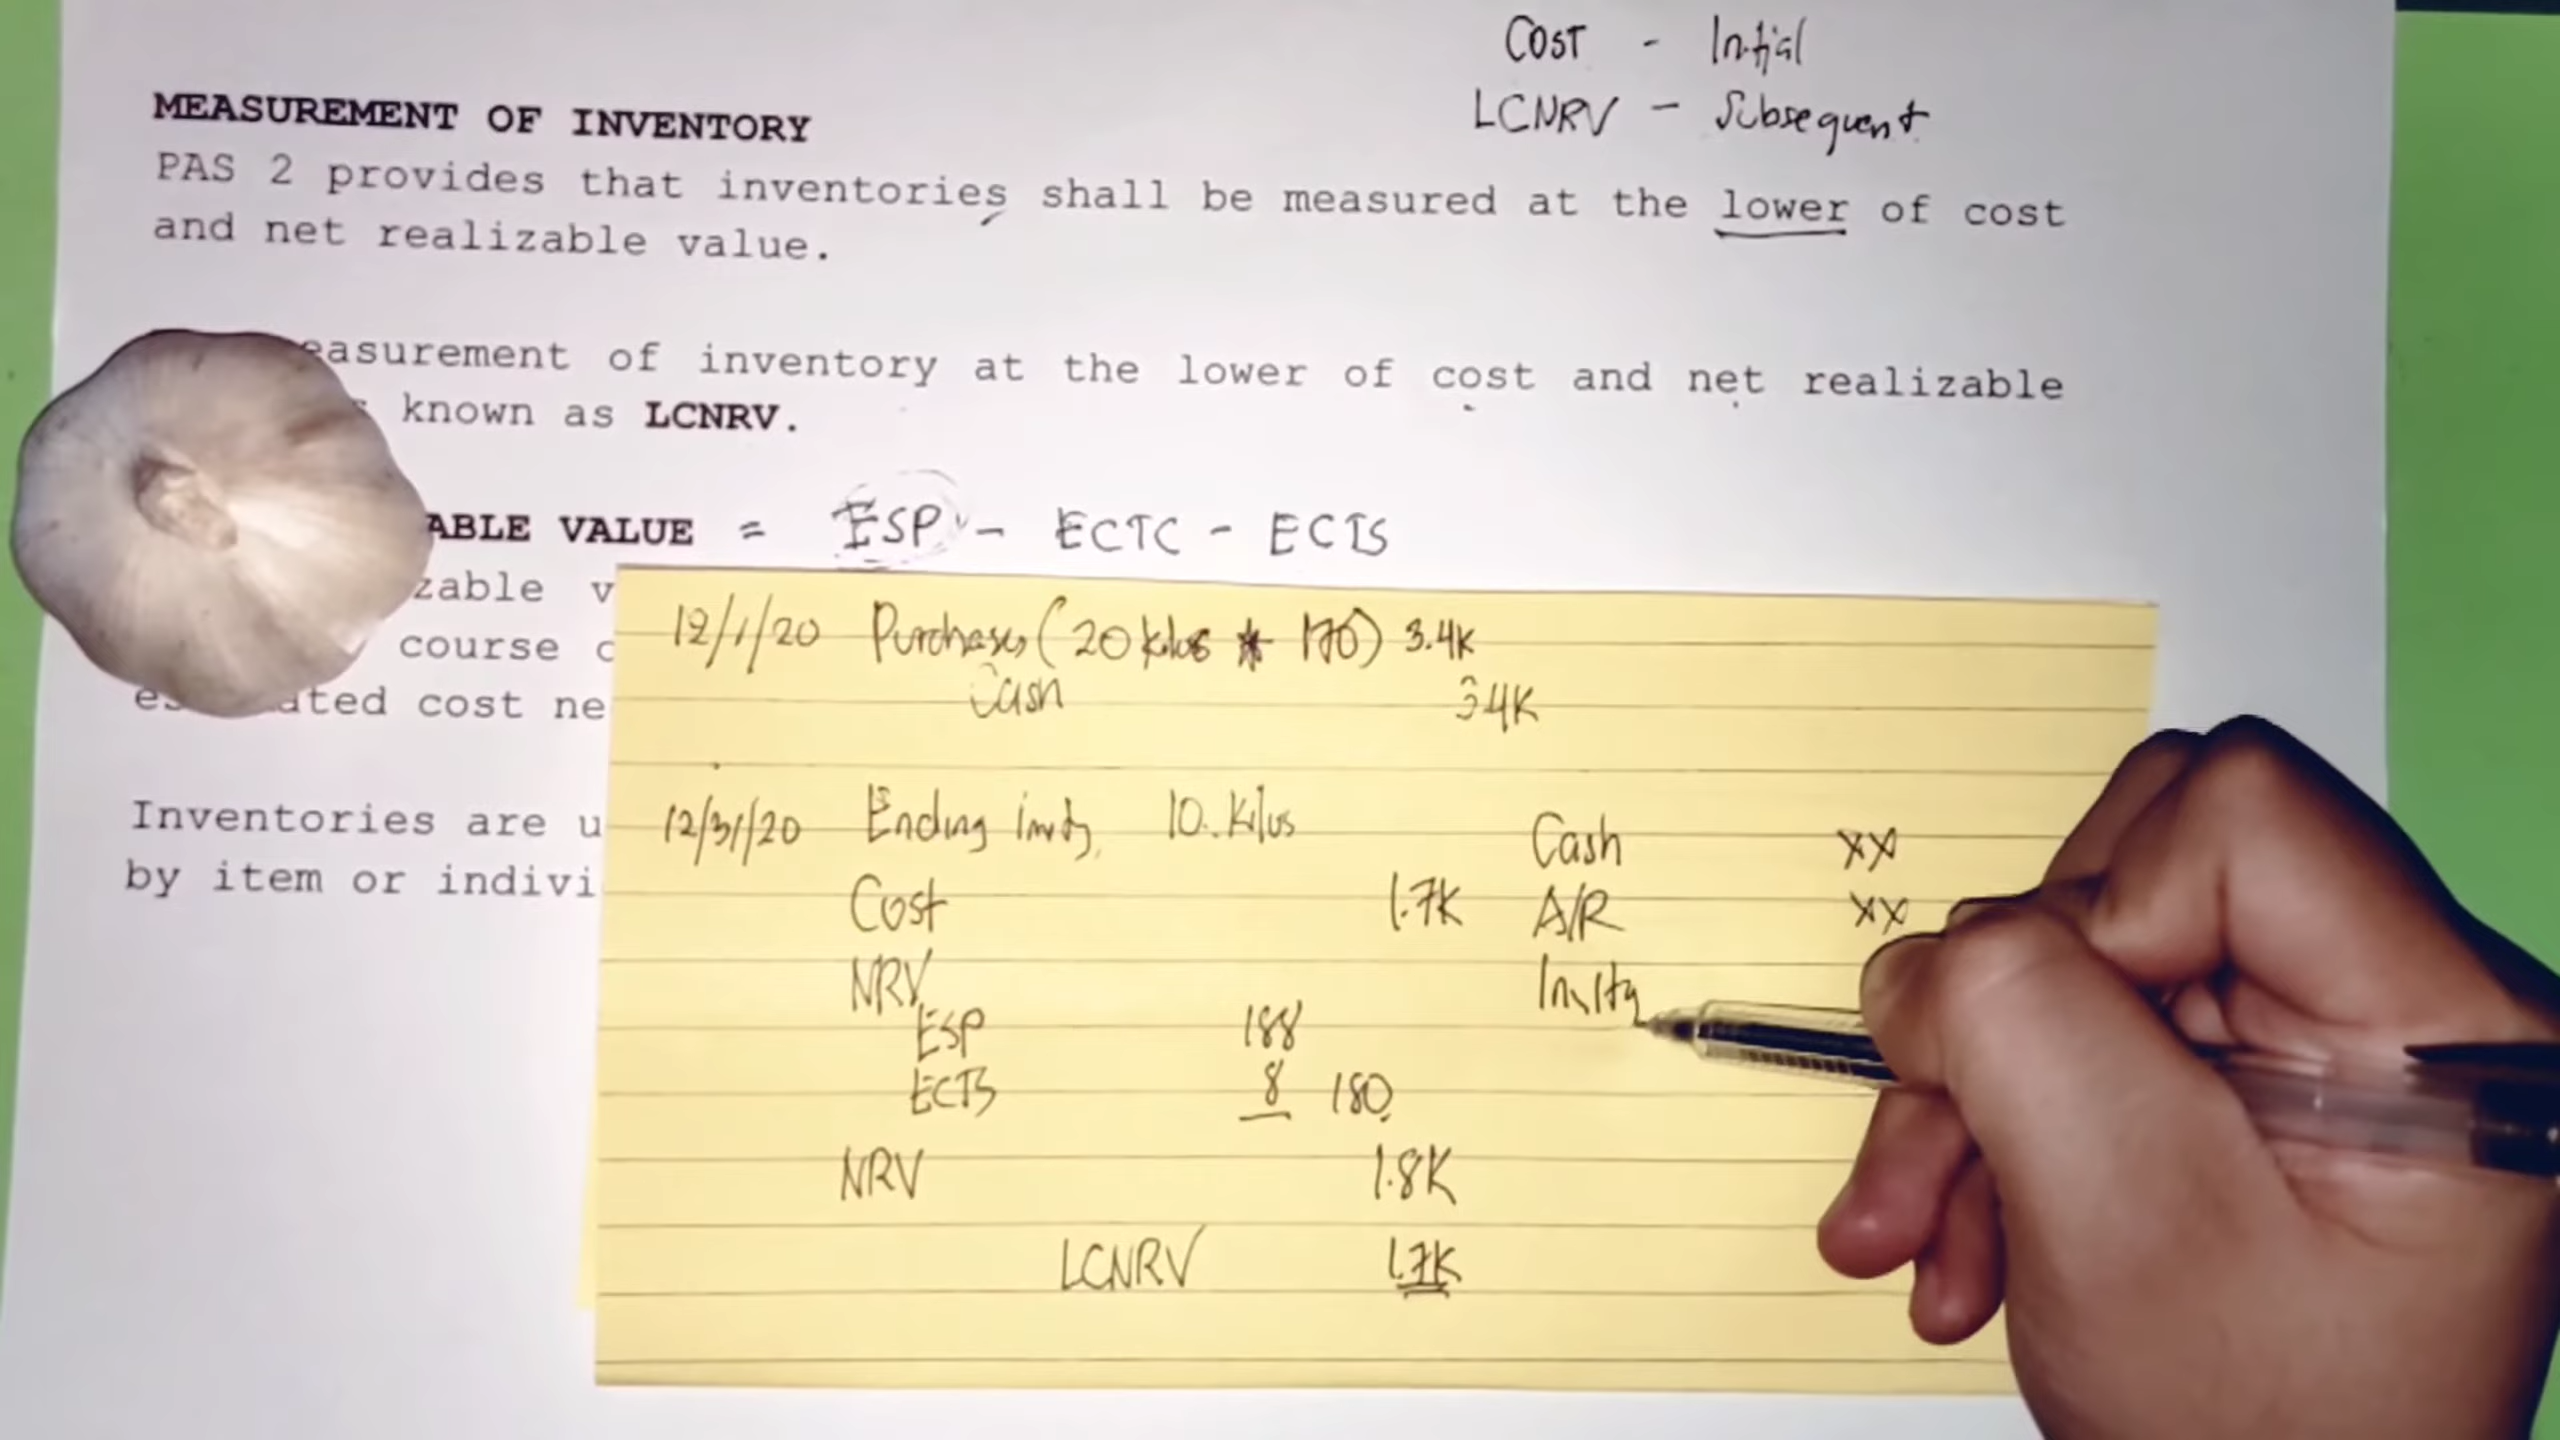 COST - Initial
LCNRV - Subsequent
MEASUREMENT OF INVENTORY
PAS 2 provides that inventories shall be measured at the lower of cost
and net realizable value.
easurement of inventory at the lower of cost and net realizable
known as LCNRV.
ABLE VALUE = ESP - ECTC - ECTS
zable v
course
ated cost ne
Inventories are u
by item or indivi
12/1/20 Purchases (20 kilos * 170) 3.4K
Cash 3.4K
12/31/20 Ending Invty, 10 kilos
Cost 1.7K
NRV
ESP 188
ECTS 8 180
NRV 1.8K
LCNRV 1.7K
Cash xx
A/R xx
Invty